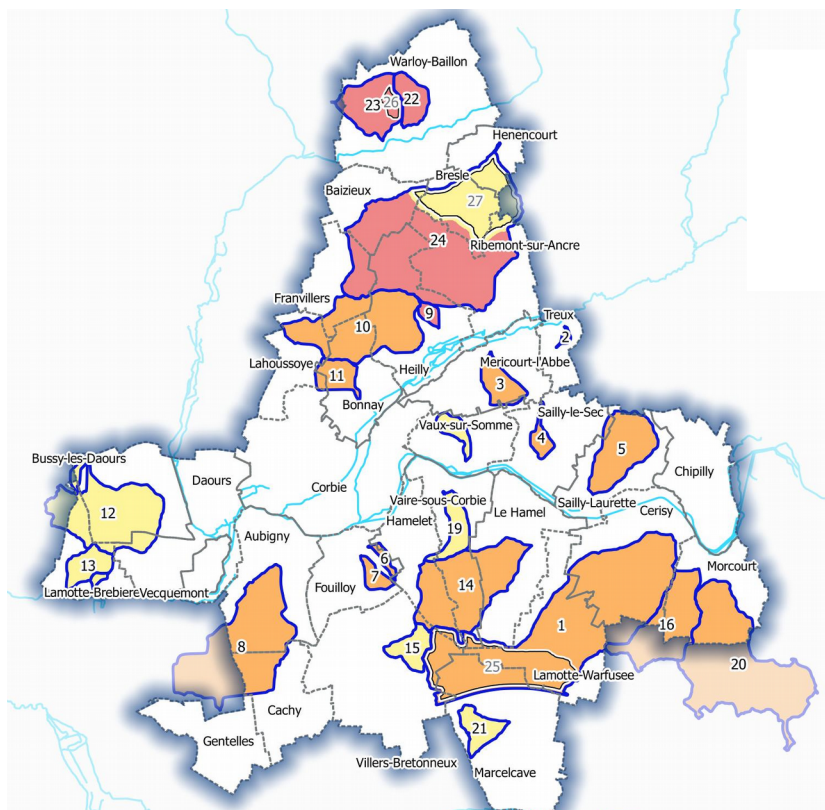 Warloy-Baillon
23
26
22
Henencourt
Bresle
Baizieux
27
24
Ribemont-sur-Ancre
Franvillers
9
Treux
10
2
Lahoussoye
Heilly
Mericourt-l'Abbe
11
3
Bonnay
Sailly-le-Sec
Vaux-sur-Somme
4
5
Bussy-les-Daours
Chipilly
Daours
Corbie
Vaire-sous-Corbie
Sailly-Laurette
12
Hamelet
Le Hamel
Cerisy
19
Aubigny
6
13
Fouilloy
7
14
Morcourt
Lamotte-Brebiere
Vecquemont
1
16
8
15
25
20
Lamotte-Warfusee
Cachy
21
Gentelles
Villers-Bretonneux
Marcelcave